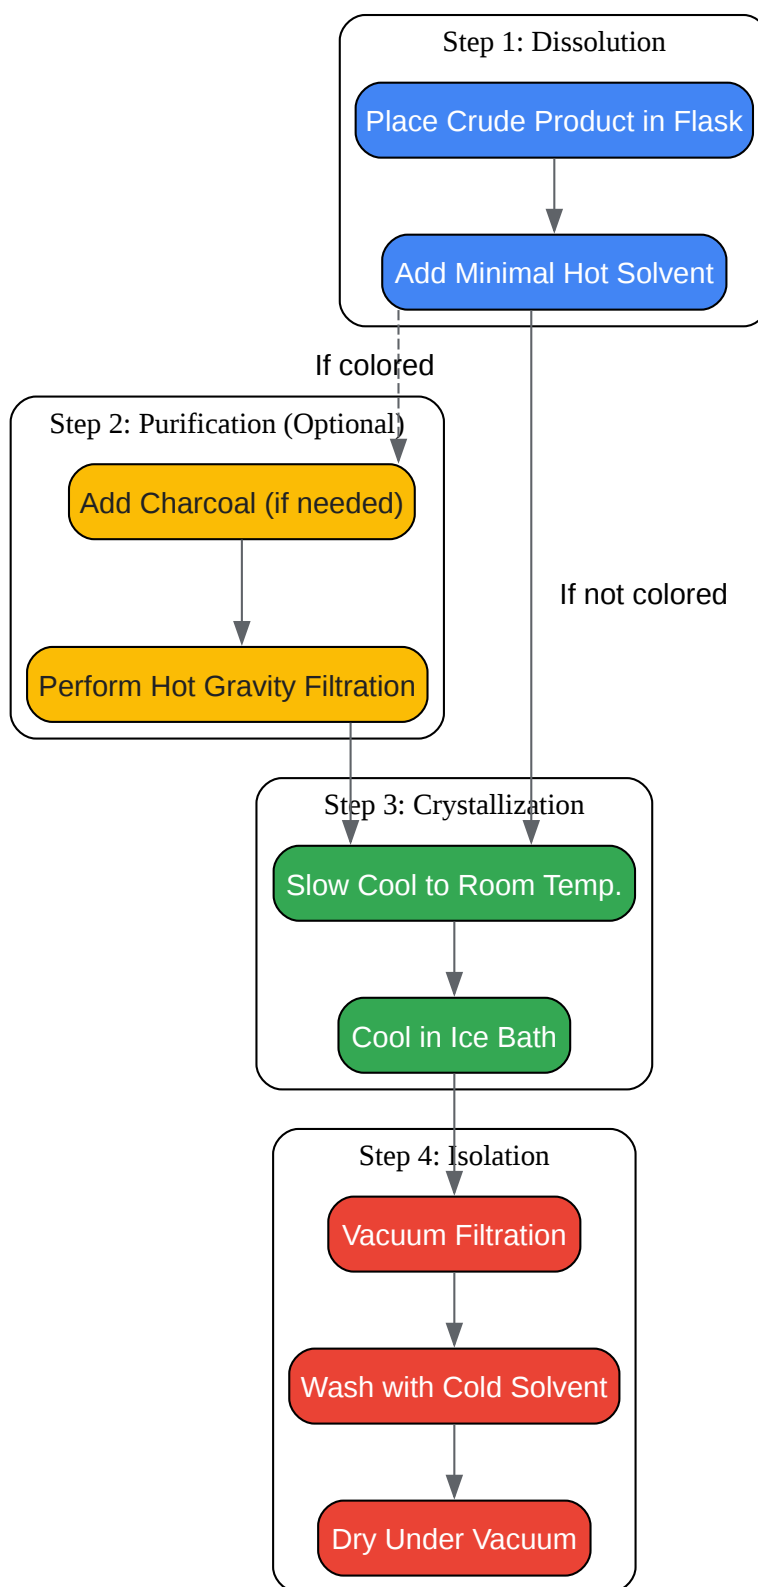 Step 1: Dissolution
Place Crude Product in Flask
Add Minimal Hot Solvent
If colored
Step 2: Purification (Optional)
Add Charcoal (if needed)
If not colored
Perform Hot Gravity Filtration
Step 3: Crystallization
Slow Cool to Room Temp.
Cool in Ice Bath
Step 4: Isolation
Vacuum Filtration
Wash with Cold Solvent
Dry Under Vacuum